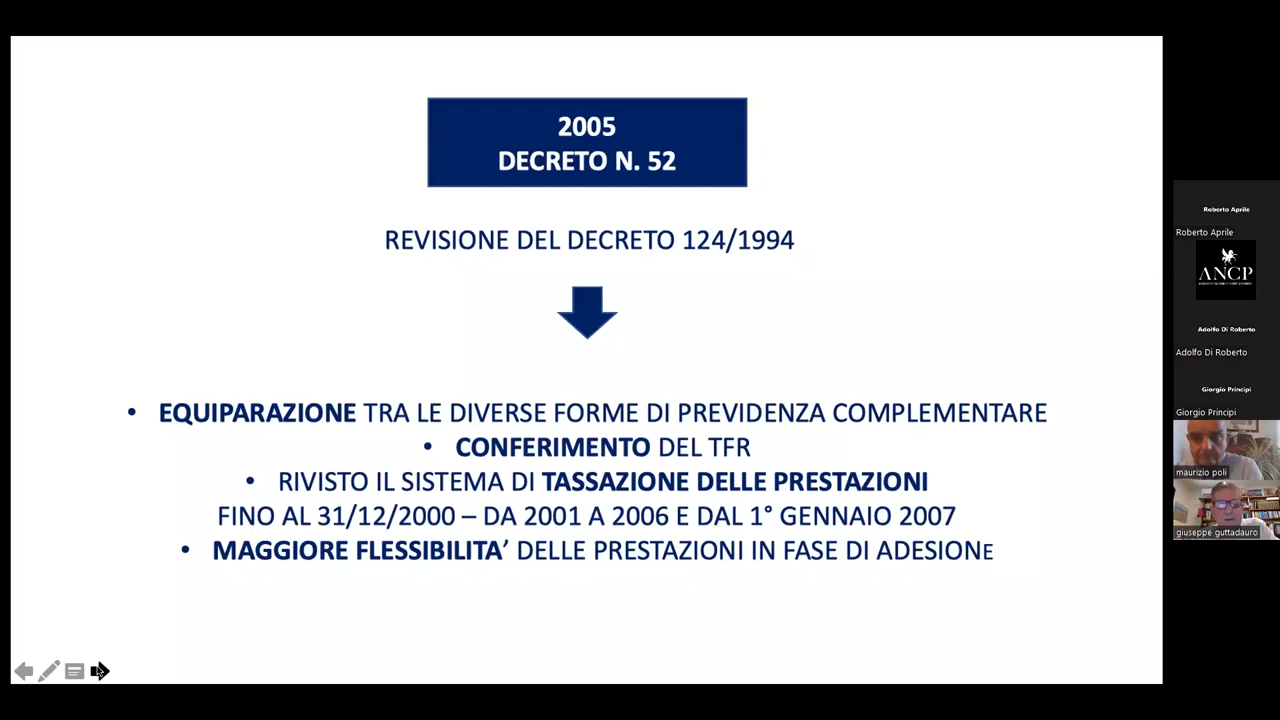 2005
DECRETO N. 52
REVISIONE DEL DECRETO 124/1994
• EQUIPARAZIONE TRA LE DIVERSE FORME DI PREVIDENZA COMPLEMENTARE
• CONFERIMENTO DEL TFR
• RIVISTO IL SISTEMA DI TASSAZIONE DELLE PRESTAZIONI
FINO AL 31/12/2000 – DA 2001 A 2006 E DAL 1° GENNAIO 2007
• MAGGIORE FLESSIBILITA’ DELLE PRESTAZIONI IN FASE DI ADESIONE
Roberto Aprile
Roberto Aprile
ANCP
Adolfo Di Roberto
Adolfo Di Roberto
Giorgio Principi
Giorgio Principi
maurizio poli
giuseppe guttadauro